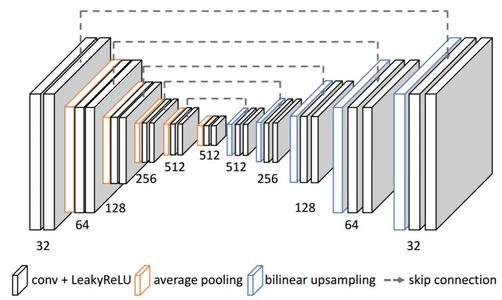 32
64
128
256
512
512
512
256
128
64
32
conv + LeakyReLU
average pooling
bilinear upsampling
skip connection